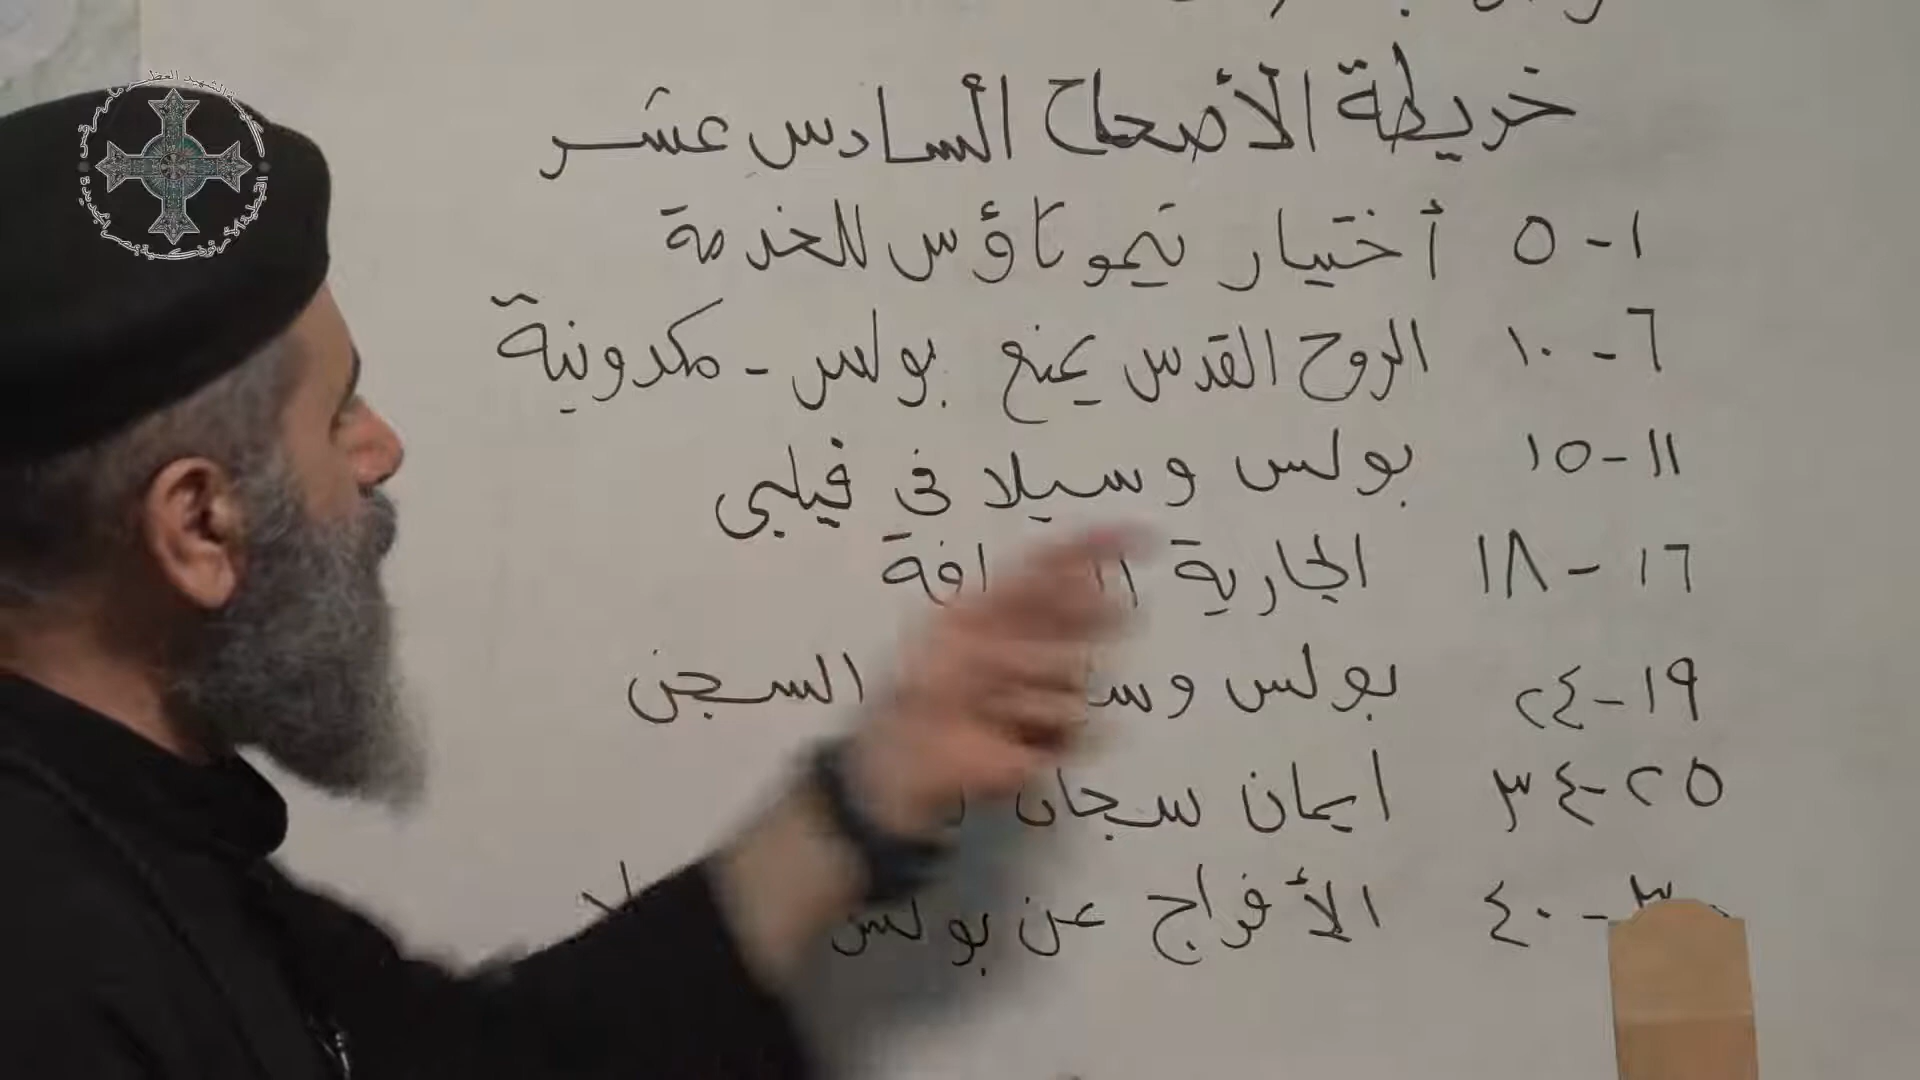 خريطة الأصحاح السادس عشر
١-٥ أختيار تيموتاؤس للخدمة
٦-١٠ الروح القدس يمنع بولس - مكدونية
١١-١٥ بولس وسيلا فى فيلبى
١٦-١٨ الجارية
١٩-٢٤ بولس السجن
٢٥-٣٤ ايمان سجان
٤٠ الأفراج عن بولس